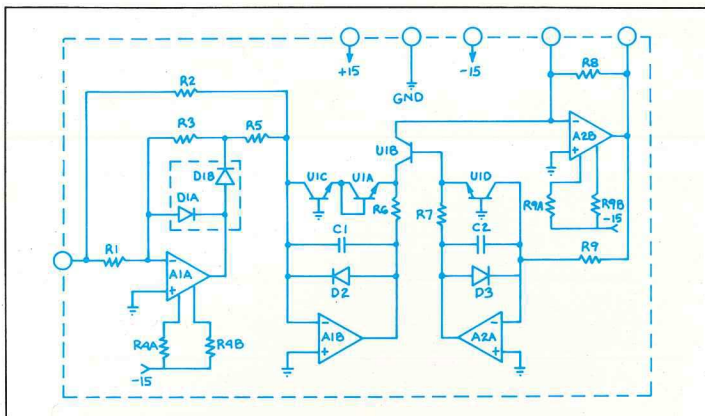 +15
GND
-15
R8
R2
R3
R5
D1B
D1A
R1
A1A
R4A
R4B
-15
U1C
U1A
U1B
R6
C1
D2
A1B
U1D
R7
C2
D3
A2A
A2B
R9A
R9B
-15
R9
-
+
-
+
-
+
-
+